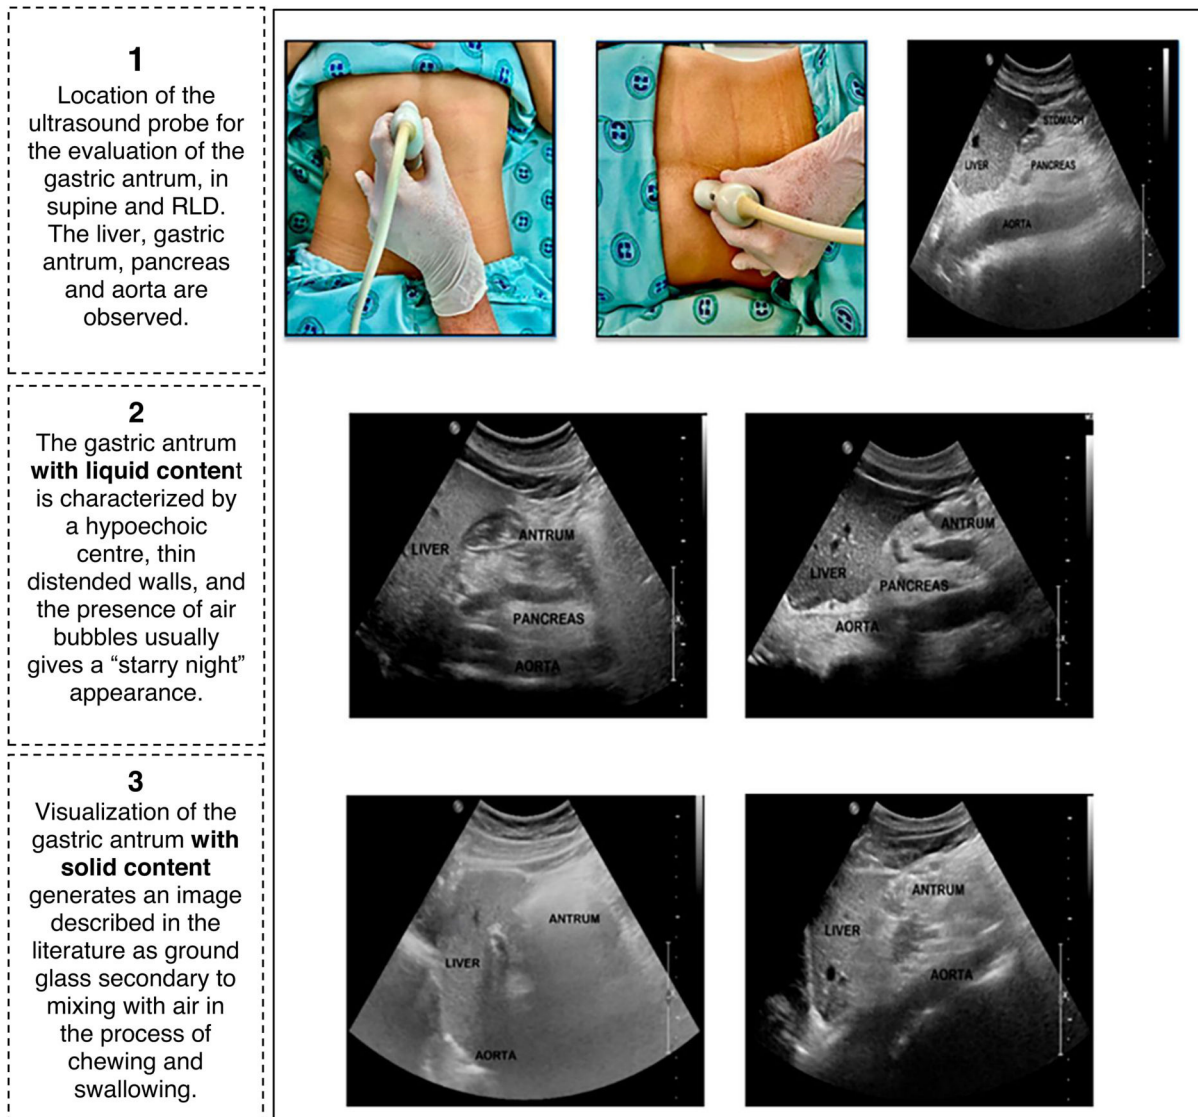 1
Location of the
ultrasound probe for
the evaluation of the
gastric antrum, in
supine and RLD.
The liver, gastric
antrum, pancreas
and aorta are
observed.
STOMACH
LIVER
PANCREAS
AORTA
2
The gastric antrum
with liquid content
is characterized by
a hypoechoic
centre, thin
distended walls, and
the presence of air
bubbles usually
gives a “starry night”
appearance.
ANTRUM
LIVER
PANCREAS
AORTA
ANTRUM
LIVER
PANCREAS
AORTA
3
Visualization of the
gastric antrum with
solid content
generates an image
described in the
literature as ground
glass secondary to
mixing with air in
the process of
chewing and
swallowing.
ANTRUM
LIVER
AORTA
ANTRUM
LIVER
AORTA